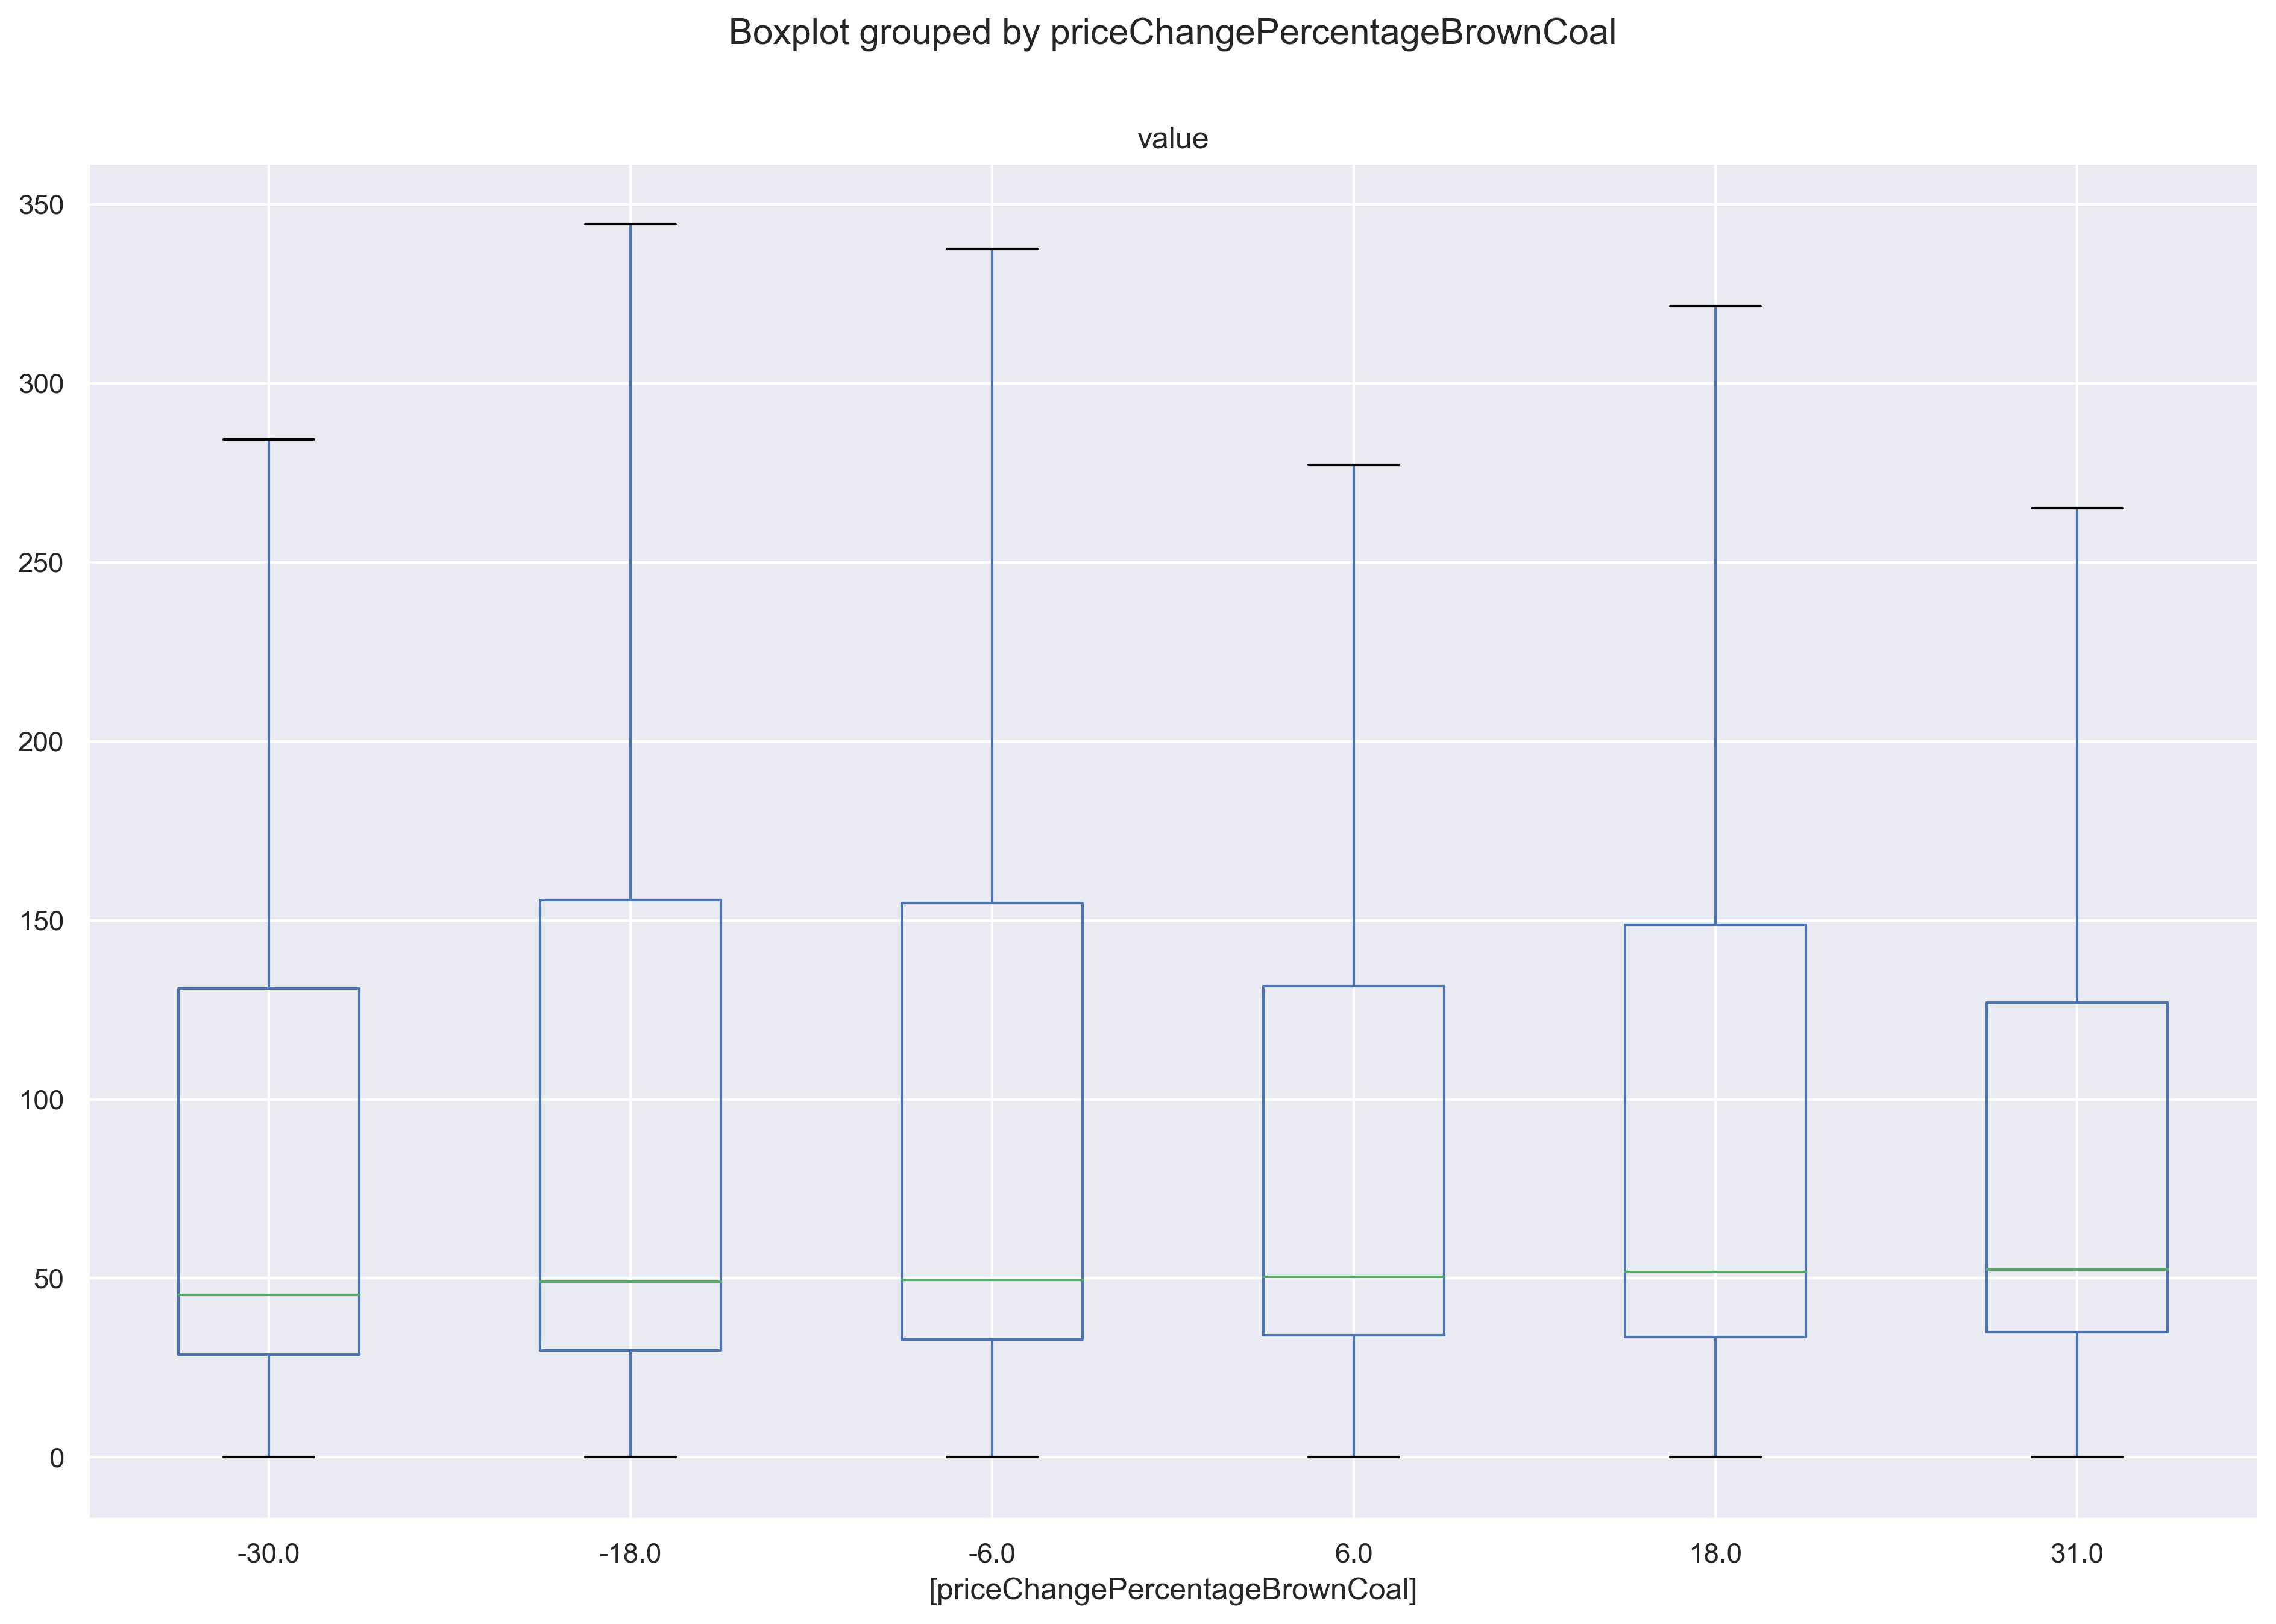 Boxplot grouped by priceChangePercentageBrownCoal
value
350
300
250
200
150
100
50
0
-30.0 -18.0 -6.0 6.0 18.0 31.0
[priceChangePercentageBrownCoal]